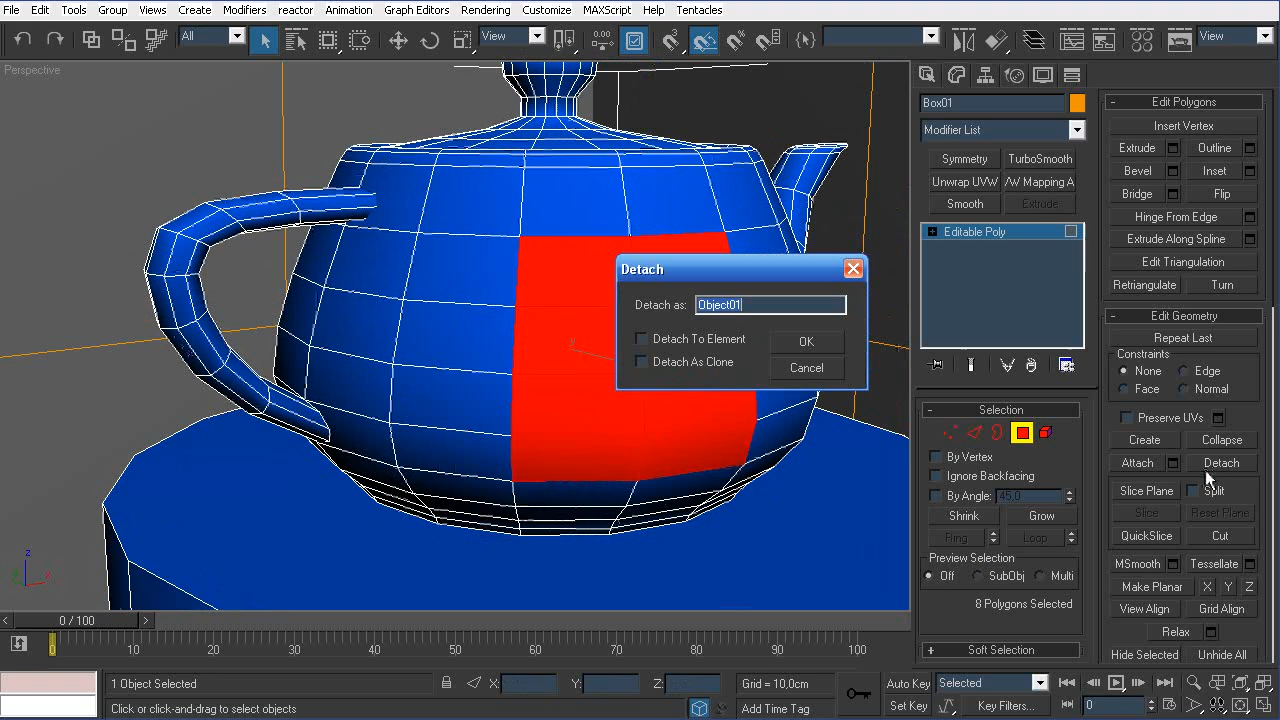 File Edit Tools Group Views Create Modifiers reactor Animation Graph Editors Rendering Customize MAXScript Help Tentacles
All View 0.00 View
Perspective
Box01
Modifier List
Symmetry TurboSmooth
Unwrap UVW /W Mapping A
Smooth Extrude
Editable Poly
Selection
By Vertex
Ignore Backfacing
By Angle: 45.0
Shrink Grow
Ring Loop
Preview Selection
Off SubObj Multi
8 Polygons Selected
Soft Selection
Edit Polygons
Insert Vertex
Extrude Outline
Bevel Inset
Bridge Flip
Hinge From Edge
Extrude Along Spline
Edit Triangulation
Retriangulate Turn
Edit Geometry
Repeat Last
Constraints
None Edge
Face Normal
Preserve UVs
Create Collapse
Attach Detach
Slice Plane Split
Slice Reset Plane
QuickSlice Cut
MSmooth Tessellate
Make Planar X Y Z
View Align Grid Align
Relax
Hide Selected Unhide All
Detach
Detach as: Object01
Detach To Element OK
Detach As Clone Cancel
y
z
x
0 / 100
0 10 20 30 40 50 60 70 80 90 100
1 Object Selected X: Y: Z: Grid = 10.0cm Auto Key Selected
Click or click-and-drag to select objects Add Time Tag Set Key Key Filters... 0